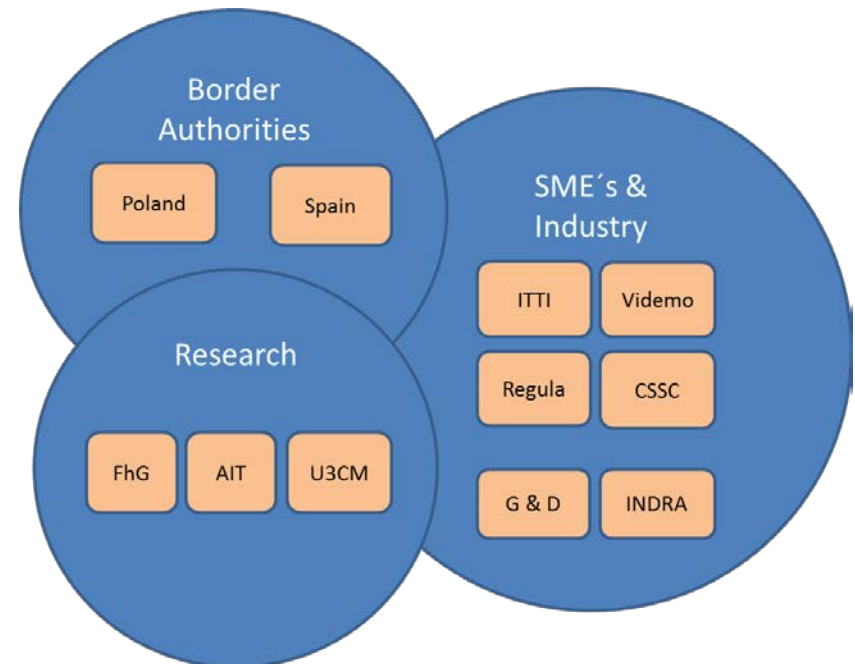 Border
Authorities
Poland
Spain
SME´s &
Industry
ITTI
Videmo
Regula
CSSC
G & D
INDRA
Research
FhG
AIT
U3CM